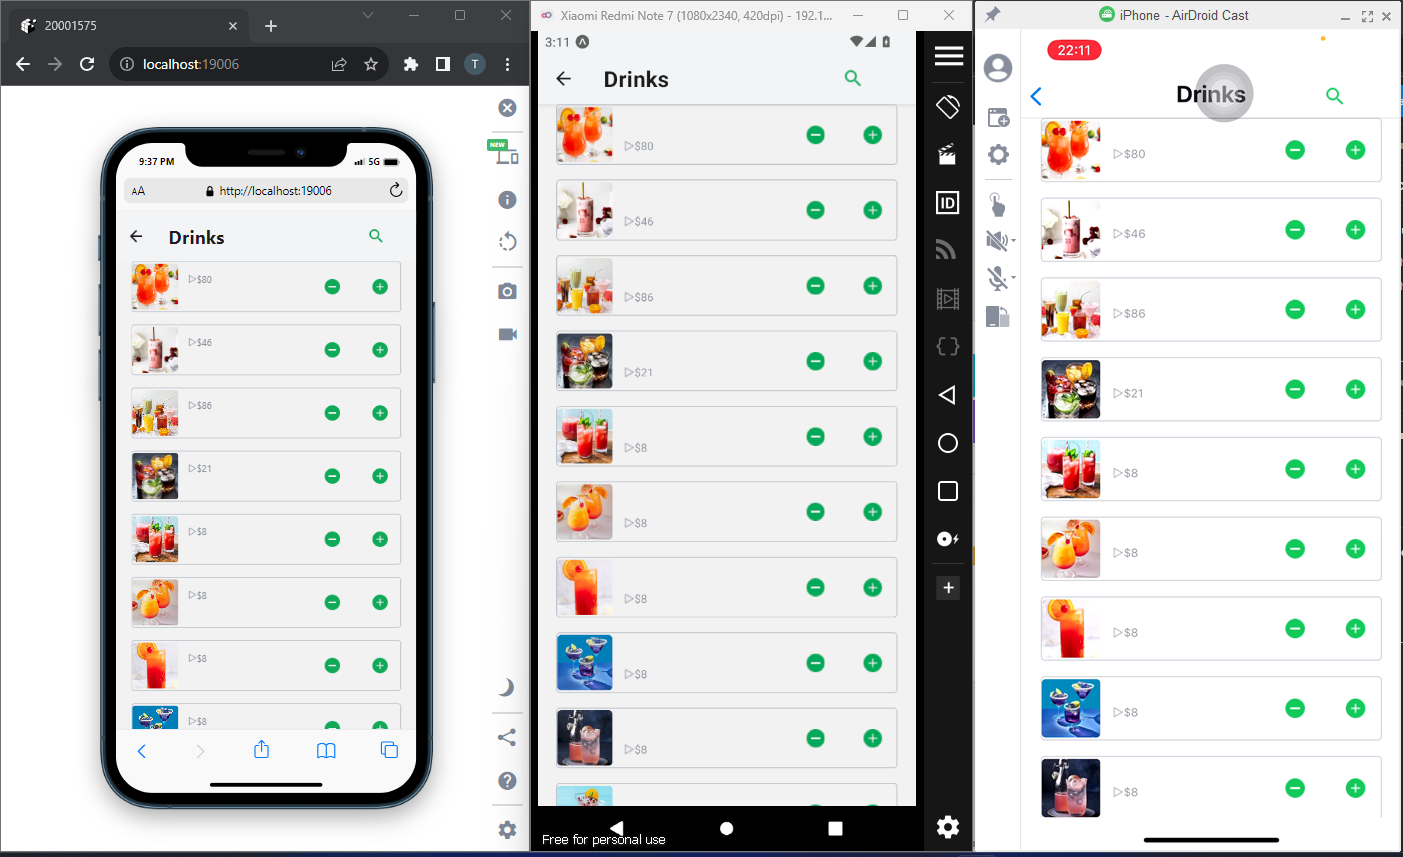 20001575
localhost:19006
T
NEW
9:37 PM
5G
AA
http://localhost:19006
Drinks
▷$80
▷$46
▷$86
▷$21
▷$8
▷$8
▷$8
▷$8
Xiaomi Redmi Note 7 (1080x2340, 420dpi) - 192.1...
3:11
Drinks
▷$80
▷$46
▷$86
▷$21
▷$8
▷$8
▷$8
▷$8
▷$8
Free for personal use
ID
iPhone - AirDroid Cast
22:11
Drinks
▷$80
▷$46
▷$86
▷$21
▷$8
▷$8
▷$8
▷$8
▷$8